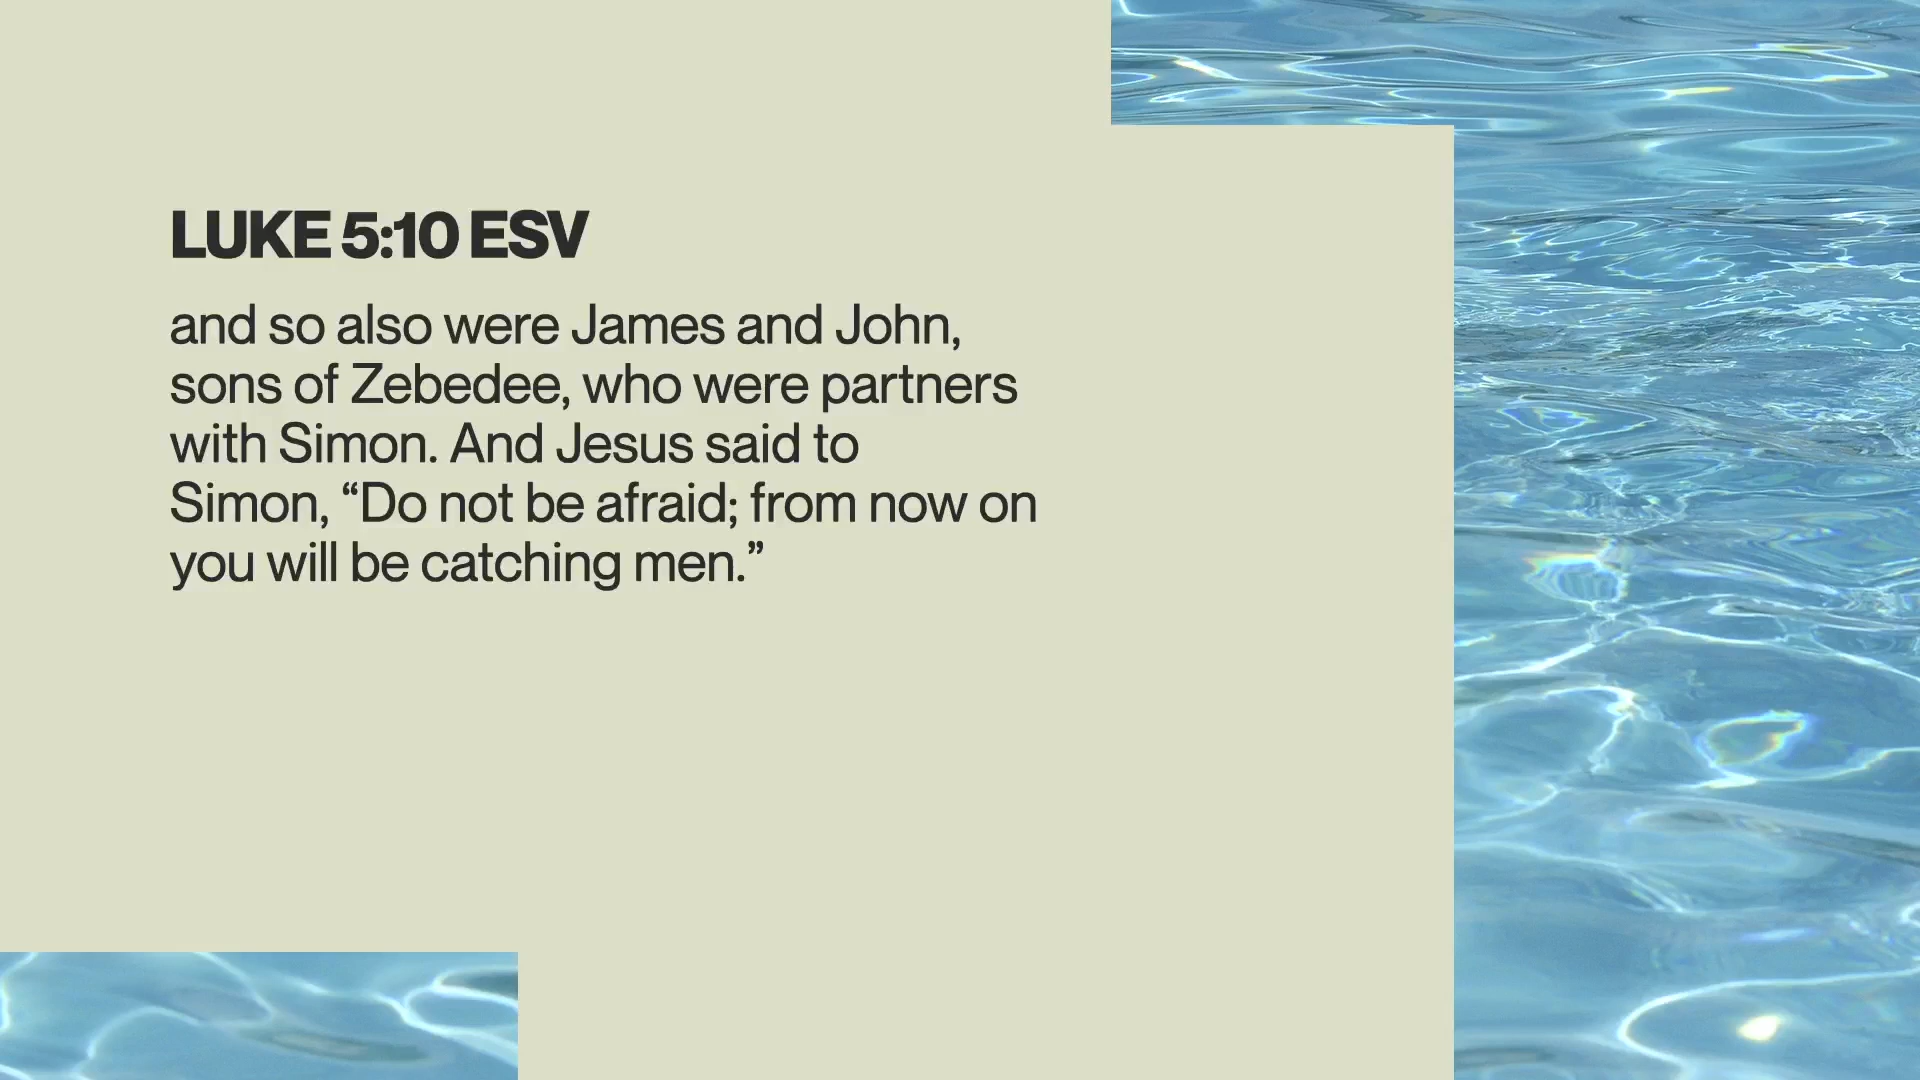 LUKE 5:10 ESV
and so also were James and John,
sons of Zebedee, who were partners
with Simon. And Jesus said to
Simon, “Do not be afraid; from now on
you will be catching men.”